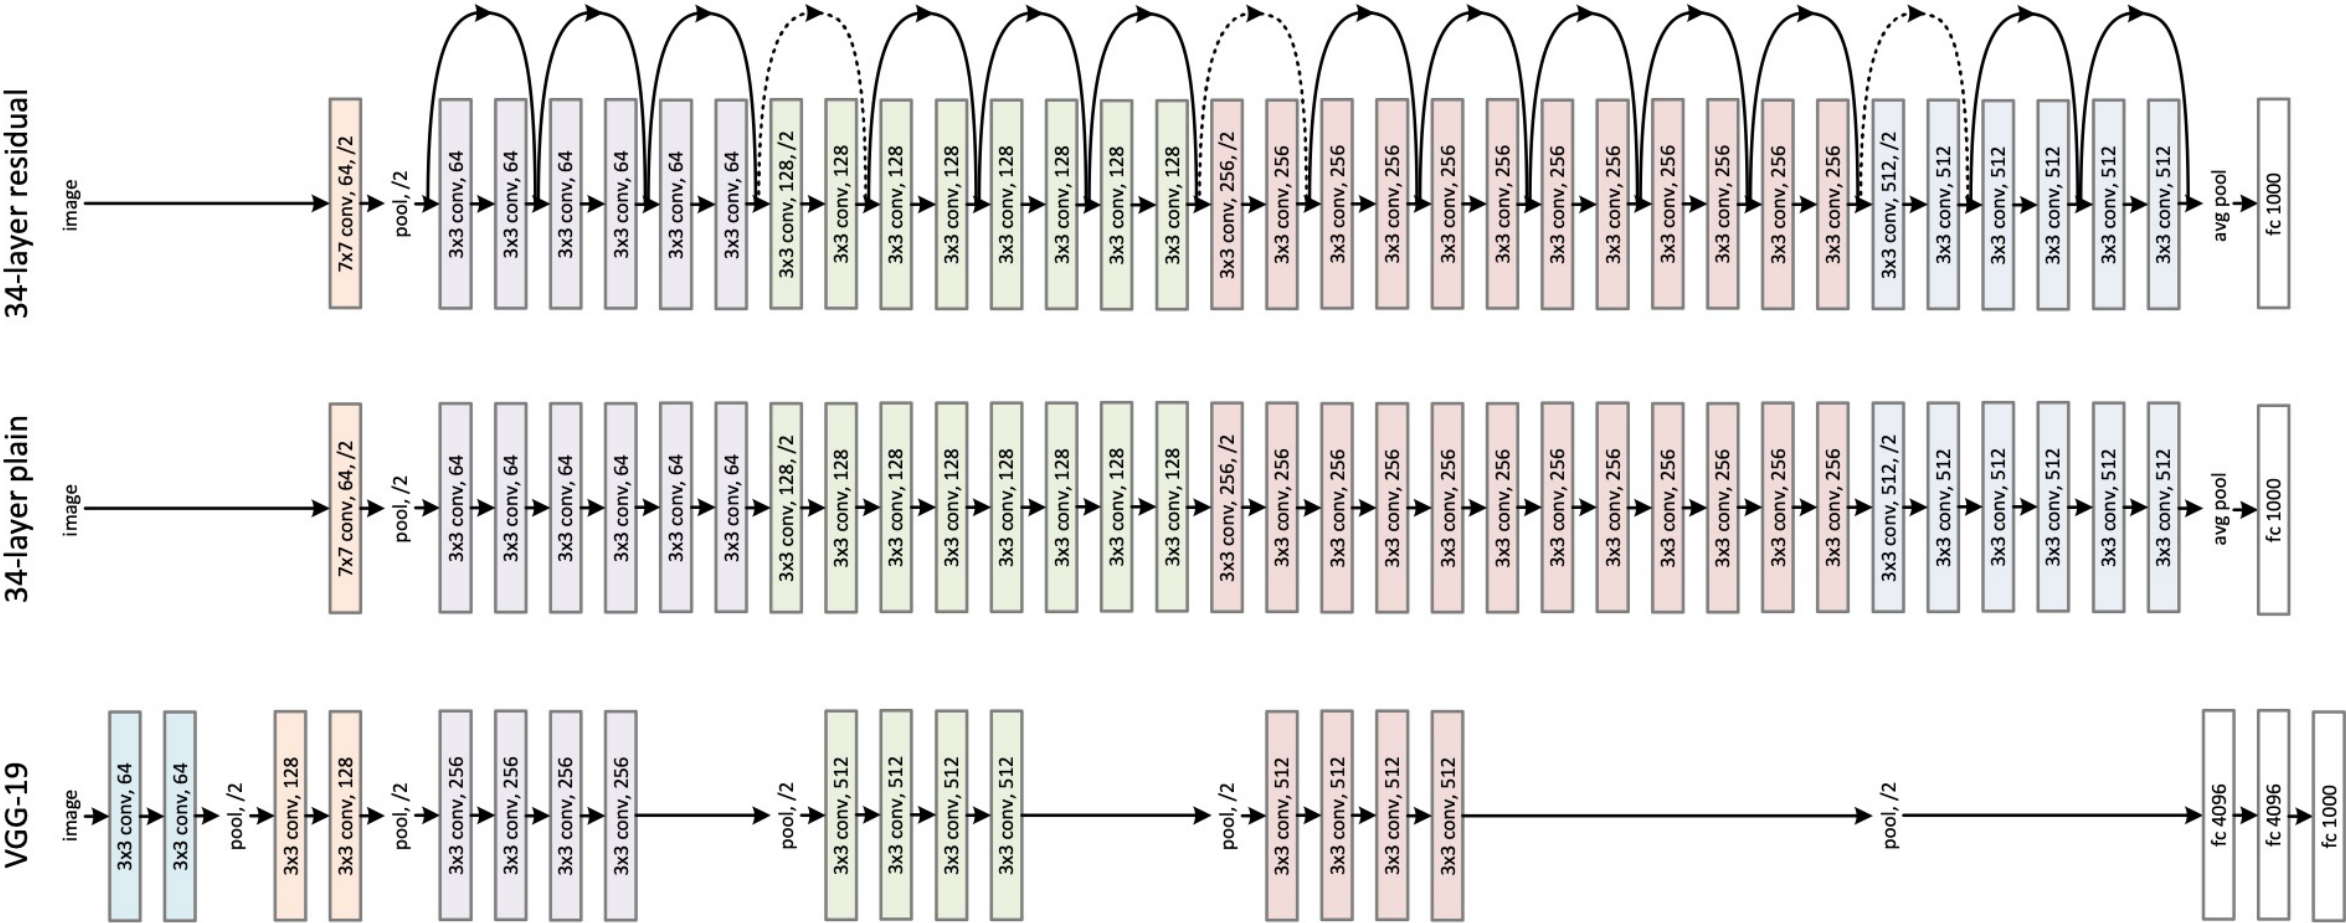 34-layer residual
image
7x7 conv, 64, /2
pool, /2
3x3 conv, 64
3x3 conv, 64
3x3 conv, 64
3x3 conv, 64
3x3 conv, 64
3x3 conv, 64
3x3 conv, 128, /2
3x3 conv, 128
3x3 conv, 128
3x3 conv, 128
3x3 conv, 128
3x3 conv, 128
3x3 conv, 128
3x3 conv, 128
3x3 conv, 256, /2
3x3 conv, 256
3x3 conv, 256
3x3 conv, 256
3x3 conv, 256
3x3 conv, 256
3x3 conv, 256
3x3 conv, 256
3x3 conv, 256
3x3 conv, 256
3x3 conv, 256
3x3 conv, 256
3x3 conv, 512, /2
3x3 conv, 512
3x3 conv, 512
3x3 conv, 512
3x3 conv, 512
3x3 conv, 512
avg pool
fc 1000
34-layer plain
image
7x7 conv, 64, /2
pool, /2
3x3 conv, 64
3x3 conv, 64
3x3 conv, 64
3x3 conv, 64
3x3 conv, 64
3x3 conv, 64
3x3 conv, 128, /2
3x3 conv, 128
3x3 conv, 128
3x3 conv, 128
3x3 conv, 128
3x3 conv, 128
3x3 conv, 128
3x3 conv, 128
3x3 conv, 256, /2
3x3 conv, 256
3x3 conv, 256
3x3 conv, 256
3x3 conv, 256
3x3 conv, 256
3x3 conv, 256
3x3 conv, 256
3x3 conv, 256
3x3 conv, 256
3x3 conv, 256
3x3 conv, 256
3x3 conv, 512, /2
3x3 conv, 512
3x3 conv, 512
3x3 conv, 512
3x3 conv, 512
3x3 conv, 512
avg pool
fc 1000
VGG-19
image
3x3 conv, 64
3x3 conv, 64
pool, /2
3x3 conv, 128
3x3 conv, 128
pool, /2
3x3 conv, 256
3x3 conv, 256
3x3 conv, 256
3x3 conv, 256
pool, /2
3x3 conv, 512
3x3 conv, 512
3x3 conv, 512
3x3 conv, 512
pool, /2
3x3 conv, 512
3x3 conv, 512
3x3 conv, 512
3x3 conv, 512
pool, /2
fc 4096
fc 4096
fc 1000